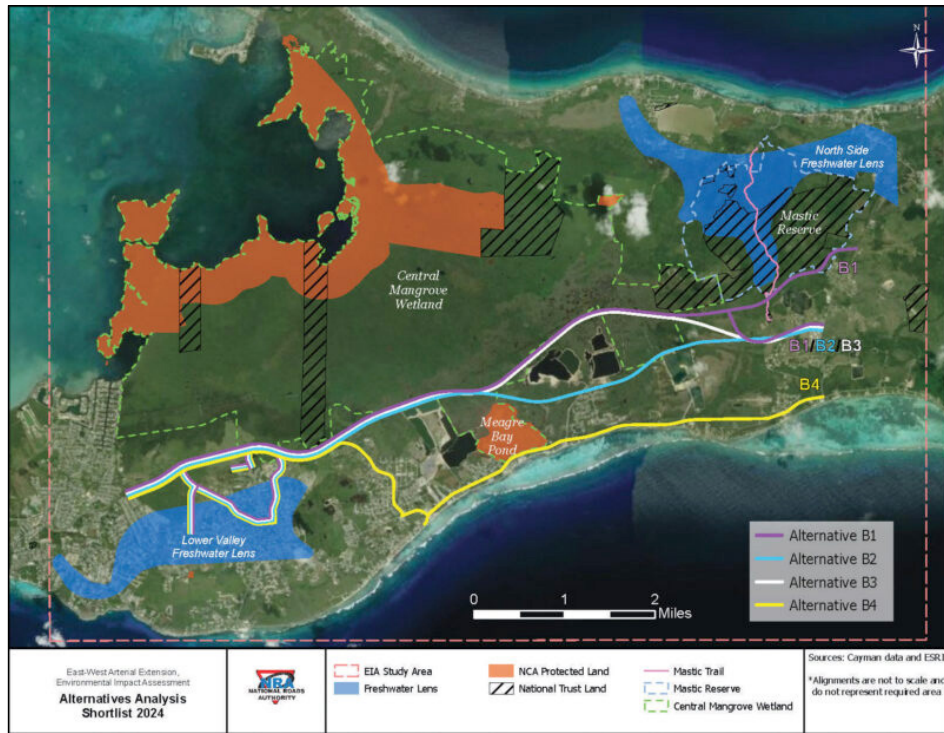 N
North Side
Freshwater Lens
Mastic
Reserve
B1
Central
Mangrove
Wetland
B1/B2/B3
B4
Meagre
Bay
Pond
Lower Valley
Freshwater Lens
Alternative B1
Alternative B2
Alternative B3
Alternative B4
0 1 2
Miles
East-West Arterial Extension,
Environmental Impact Assessment
Alternatives Analysis
Shortlist 2024
NRA
NATIONAL ROADS
AUTHORITY
EIA Study Area
Freshwater Lens
NCA Protected Land
National Trust Land
Mastic Trail
Mastic Reserve
Central Mangrove Wetland
Sources: Cayman data and ESRI
*Alignments are not to scale and
do not represent required area